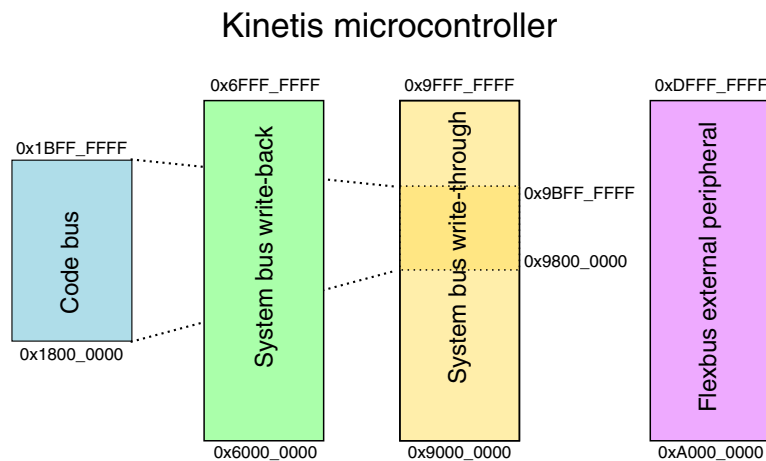 Kinetis microcontroller
0x6FFF_FFFF
0x9FFF_FFFF
0xDFFF_FFFF
0x1BFF_FFFF
Code bus
System bus write-back
System bus write-through
Flexbus external peripheral
0x9BFF_FFFF
0x9800_0000
0x1800_0000
0x6000_0000
0x9000_0000
0xA000_0000